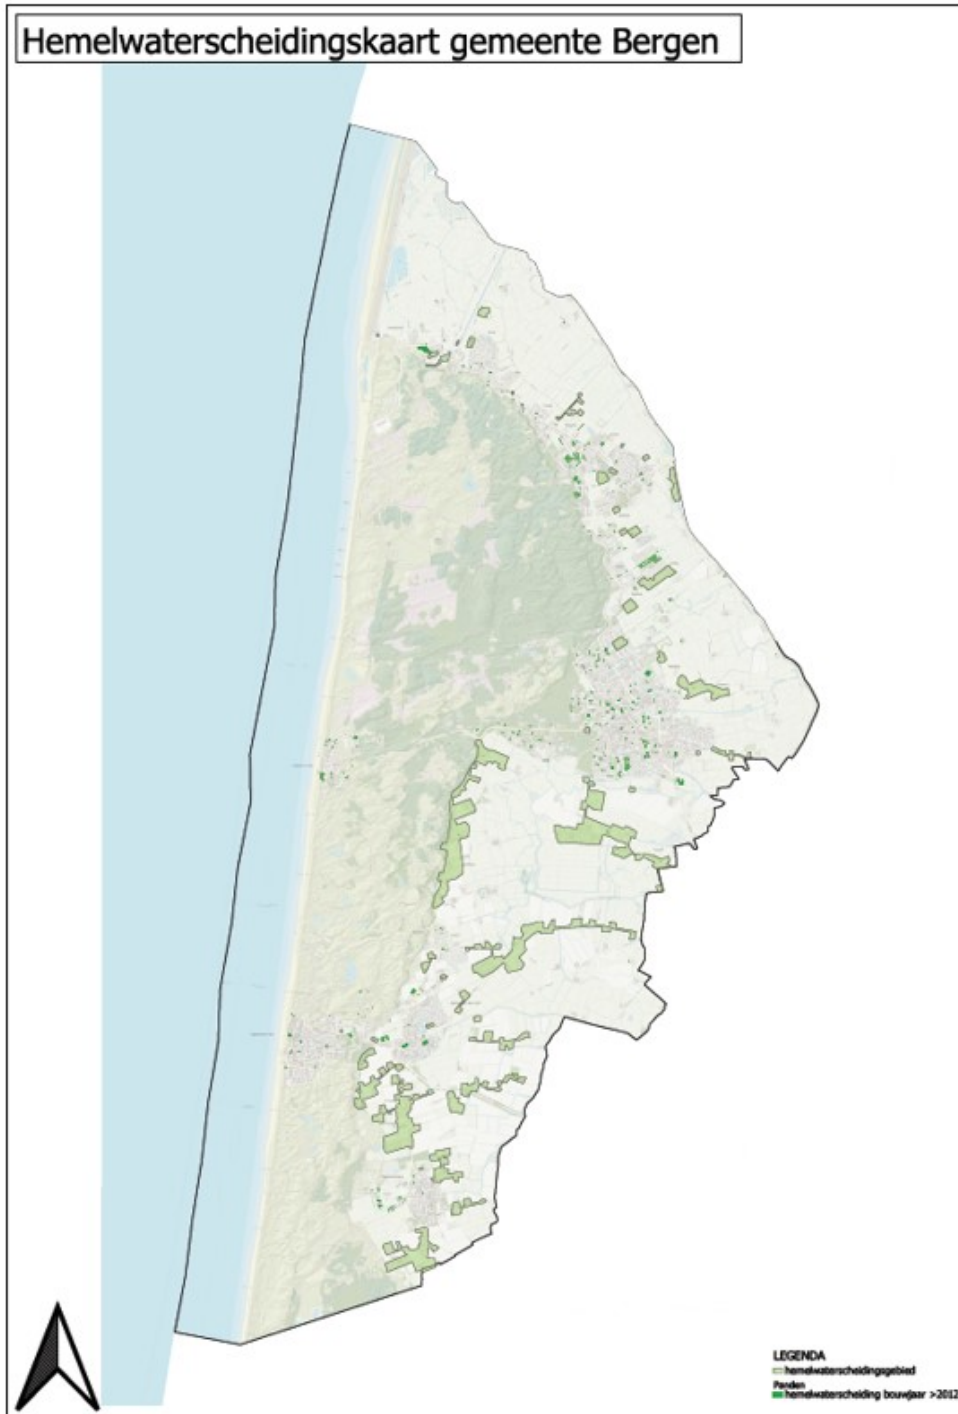 Hemelwaterscheidingskaart gemeente Bergen
LEGENDA
hemelwaterscheidingsgebied
Panden
hemelwaterscheiding bouwjaar >2012